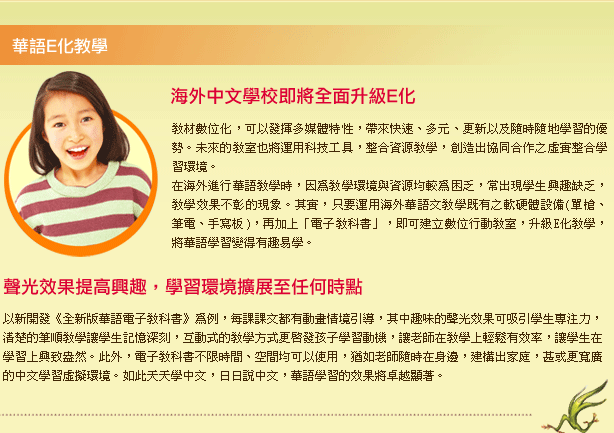 華語E化教學
海外中文學校即將全面升級E化
教材數位化，可以發揮多媒體特性，帶來快速、多元、更新以及隨時隨地學習的優
勢。未來的教室也將運用科技工具，整合資源教學，創造出協同合作之虛實整合學
習環境。
在海外進行華語教學時，因為教學環境與資源均較為困乏，常出現學生興趣缺乏，
教學效果不彰的現象。其實，只要運用海外華語文教學既有之軟硬體設備(單槍、
筆電、手寫板)，再加上「電子教科書」，即可建立數位行動教室，升級E化教學，
將華語學習變得有趣易學。
聲光效果提高興趣，學習環境擴展至任何時點
以新開發《全新版華語電子教科書》為例，每課課文都有動畫情境引導，其中趣味的聲光效果可吸引學生專注力，
清楚的筆順教學讓學生記憶深刻，互動式的教學方式更啓發孩子學習動機，讓老師在教學上輕鬆有效率，讓學生在
學習上興致盎然。此外，電子教科書不限時間、空間均可以使用，猶如老師隨時在身邊，建構出家庭，甚或更寬廣
的中文學習虛擬環境。如此天天學中文，日日說中文，華語學習的效果將卓越顯著。